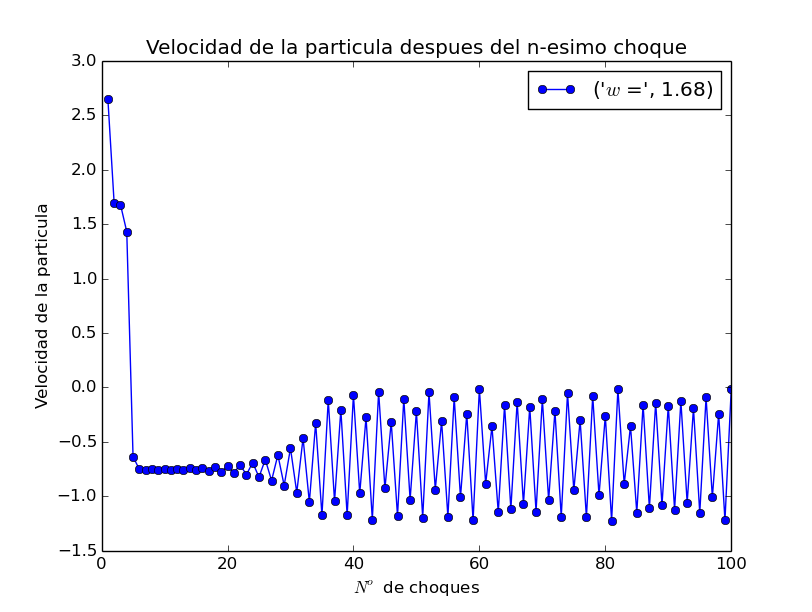 Velocidad de la particula despues del n-esimo choque
('w =', 1.68)
Velocidad de la particula
3.0
2.5
2.0
1.5
1.0
0.5
0.0
−0.5
−1.0
−1.5
0 20 40 60 80 100
Nº de choques